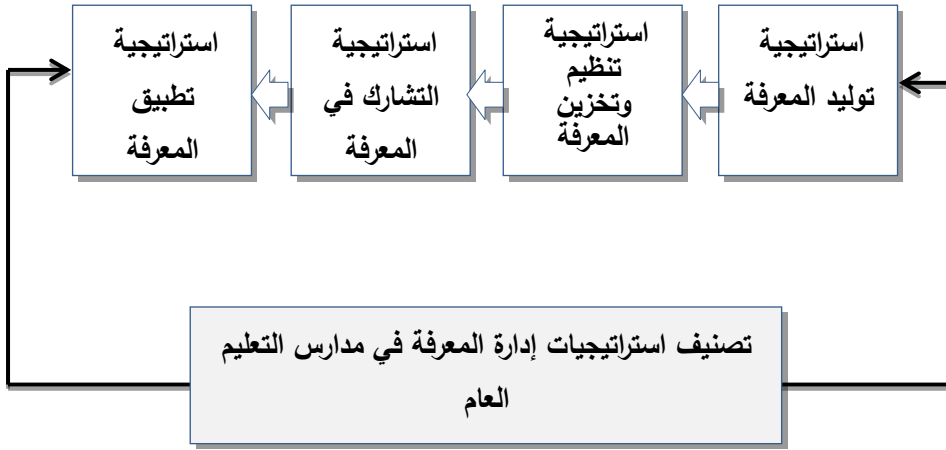 استراتيجية
توليد المعرفة
استراتيجية
تنظيم
وتخزين
المعرفة
استراتيجية
التشارك في
المعرفة
استراتيجية
تطبيق
المعرفة
تصنيف استراتيجيات إدارة المعرفة في مدارس التعليم
العام